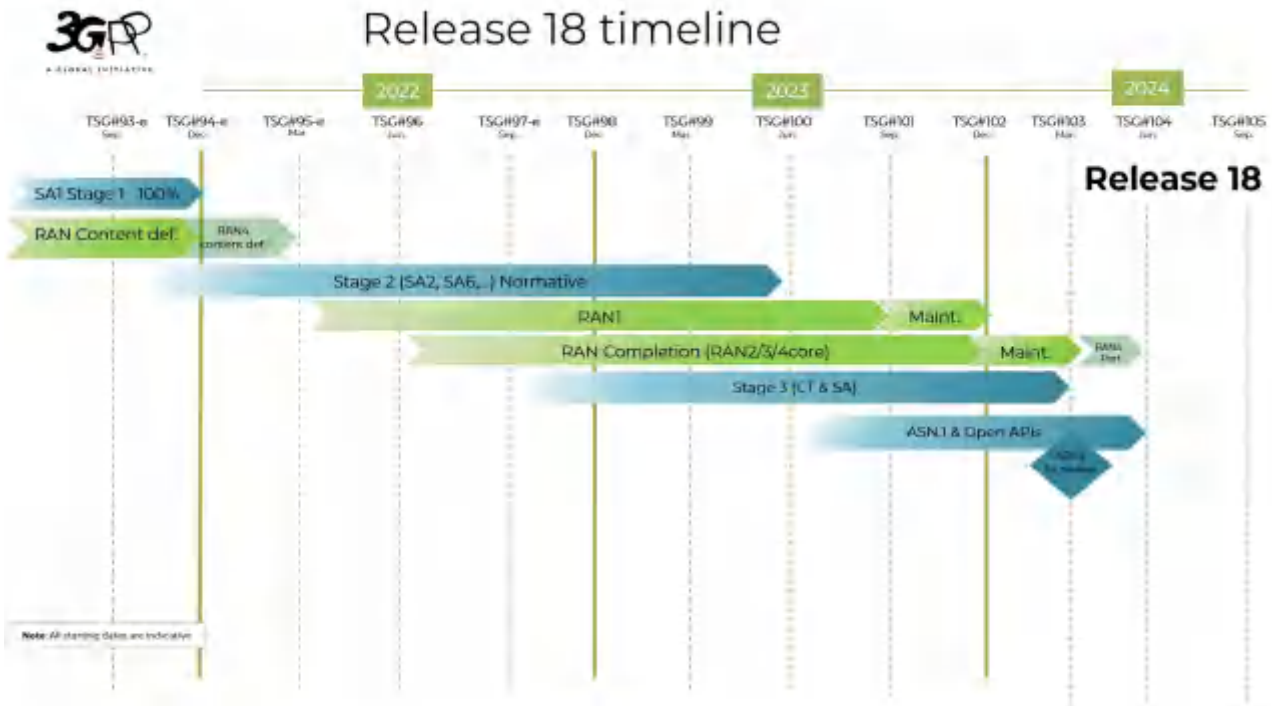 3GPP
A GLOBAL INITIATIVE
Release 18 timeline
2022
2023
2024
TSG#93-e
Sep.
TSG#94-e
Dec.
TSG#95-e
Mar.
TSG#96
Jun.
TSG#97-e
Sep.
TSG#98
Dec.
TSG#99
Mar.
TSG#100
Jun.
TSG#101
Sep.
TSG#102
Dec.
TSG#103
Mar.
TSG#104
Jun.
TSG#105
Sep.
Release 18
SA1 Stage 1 100%
RAN Content def.
RAN4
content def.
Stage 2 (SA2, SA6,..) Normative
RAN1
Maint.
RAN Completion (RAN2/3/4core)
Maint.
RAN4
Perf.
Stage 3 (CT & SA)
ASN.1 & Open APIs
Note: All starting dates are indicative